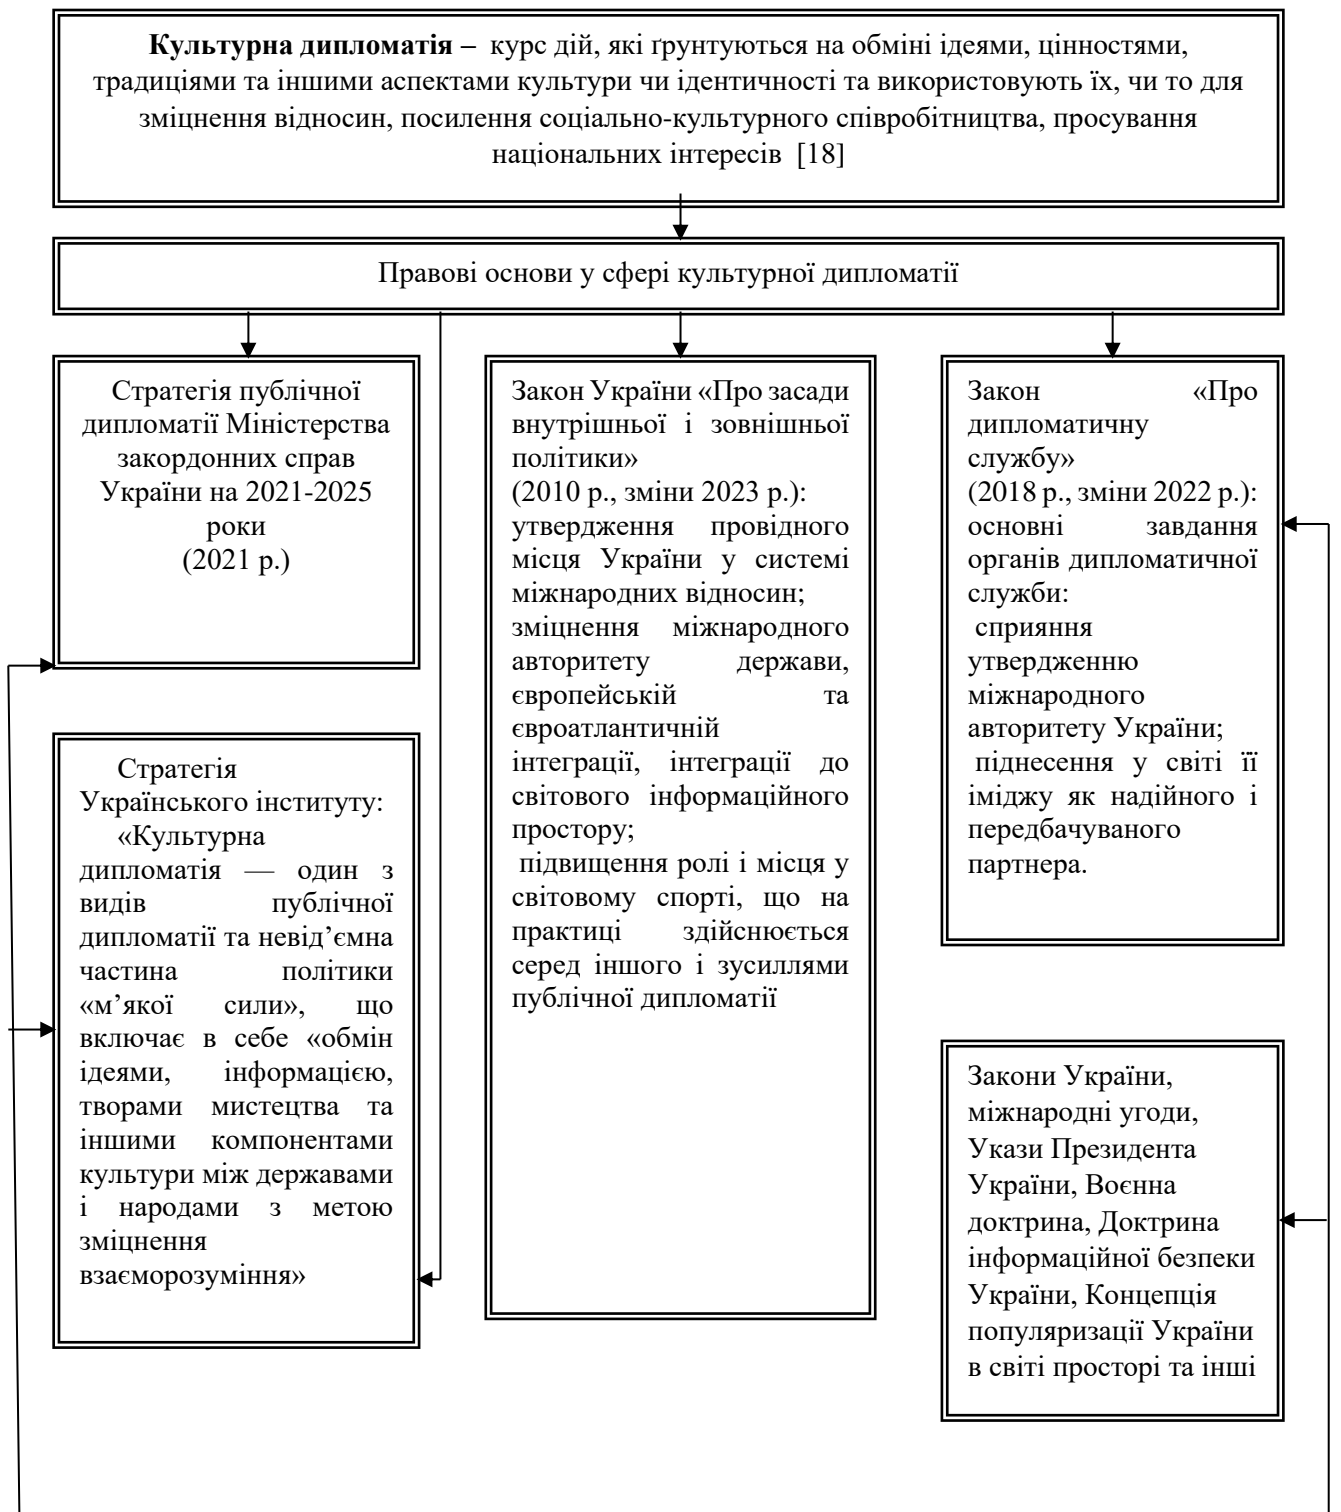 Культурна дипломатія – курс дій, які ґрунтуються на обміні ідеями, цінностями,
традиціями та іншими аспектами культури чи ідентичності та використовують їх, чи то для
зміцнення відносин, посилення соціально-культурного співробітництва, просування
національних інтересів [18]
Правові основи у сфері культурної дипломатії
Стратегія публічної
дипломатії Міністерства
закордонних справ
України на 2021-2025
роки
(2021 р.)
Стратегія
Українського інституту:
«Культурна
дипломатія — один з
видів публічної
дипломатії та невід’ємна
частина політики
«м’якої сили», що
включає в себе «обмін
ідеями, інформацією,
творами мистецтва та
іншими компонентами
культури між державами
і народами з метою
зміцнення
взаєморозуміння»
Закон України «Про засади
внутрішньої і зовнішньої
політики»
(2010 р., зміни 2023 р.):
утвердження провідного
місця України у системі
міжнародних відносин;
зміцнення міжнародного
авторитету держави,
європейській та
євроатлантичній
інтеграції, інтеграції до
світового інформаційного
простору;
підвищення ролі і місця у
світовому спорті, що на
практиці здійснюється
серед іншого і зусиллями
публічної дипломатії
Закон «Про
дипломатичну
службу»
(2018 р., зміни 2022 р.):
основні завдання
органів дипломатичної
служби:
сприяння
утвердженню
міжнародного
авторитету України;
піднесення у світі її
іміджу як надійного і
передбачуваного
партнера.
Закони України,
міжнародні угоди,
Укази Президента
України, Воєнна
доктрина, Доктрина
інформаційної безпеки
України, Концепція
популяризації України
в світі просторі та інші